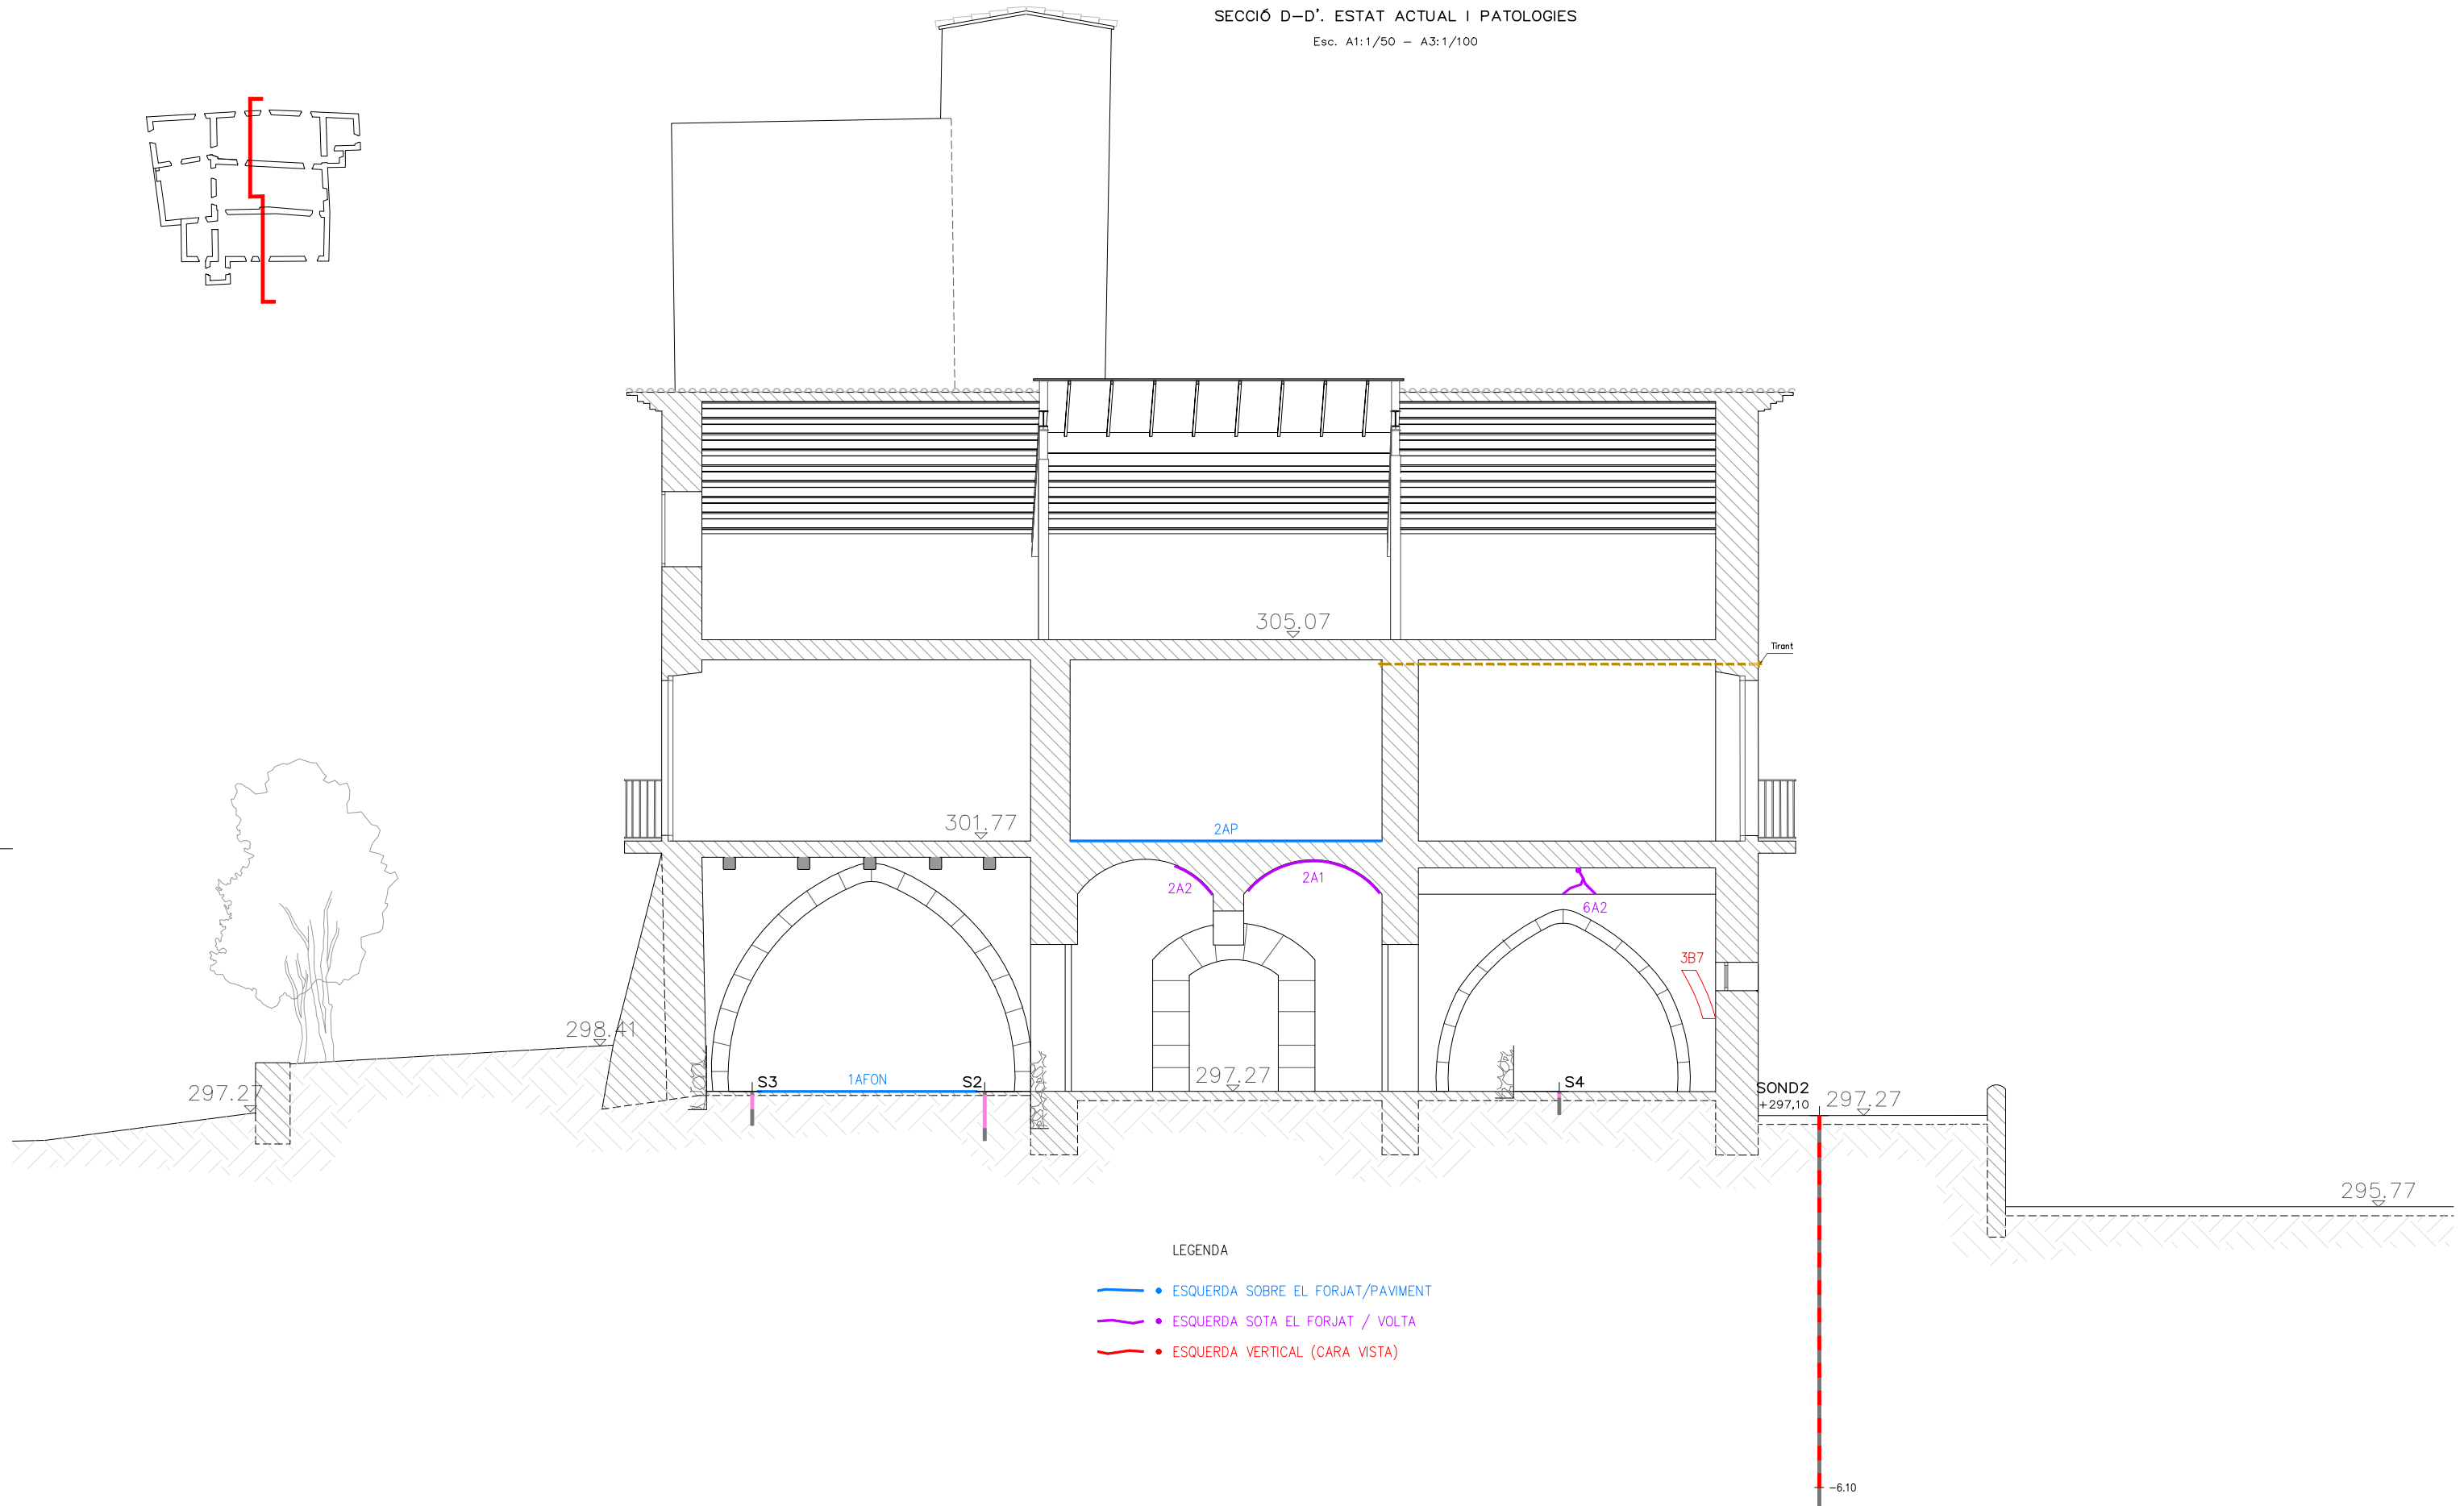 SECCIÓ D-D'. ESTAT ACTUAL I PATOLOGIES
Esc. A1:1/50 - A3:1/100
305.07
Tirant
301.77
2AP
2A2
2A1
6A2
3B7
298.41
297.27
S3
1AFON
S2
297.27
S4
SOND2
+297,10
297.27
295.77
LEGENDA
ESQUERDA SOBRE EL FORJAT/PAVIMENT
ESQUERDA SOTA EL FORJAT / VOLTA
ESQUERDA VERTICAL (CARA VISTA)
-6.10